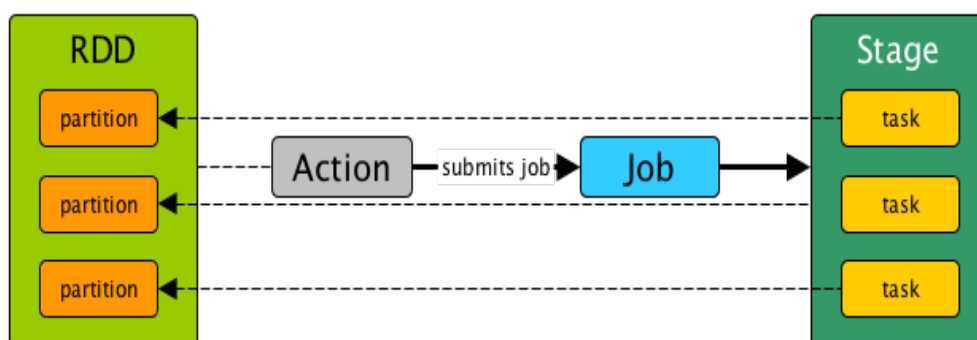 RDD
partition
partition
partition
Action
submits job
Job
Stage
task
task
task